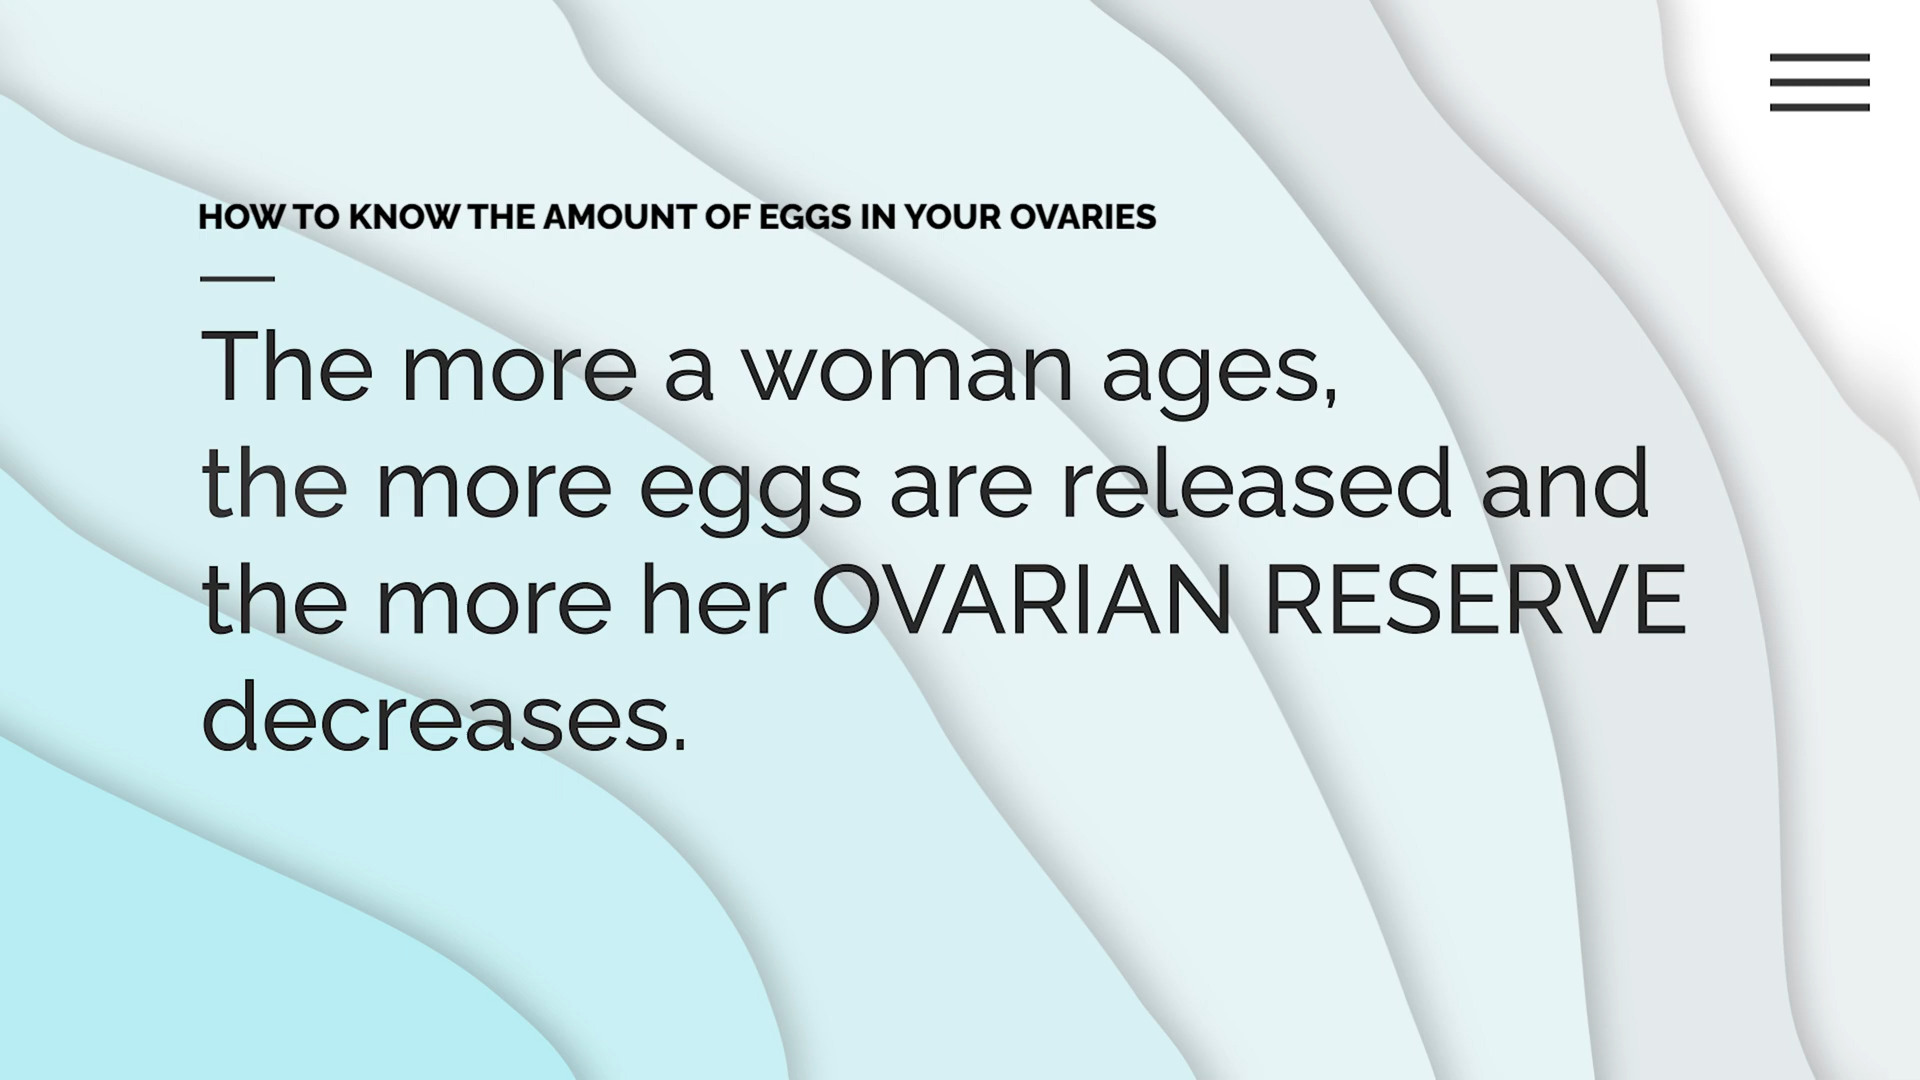 HOW TO KNOW THE AMOUNT OF EGGS IN YOUR OVARIES
The more a woman ages,
the more eggs are released and
the more her OVARIAN RESERVE
decreases.